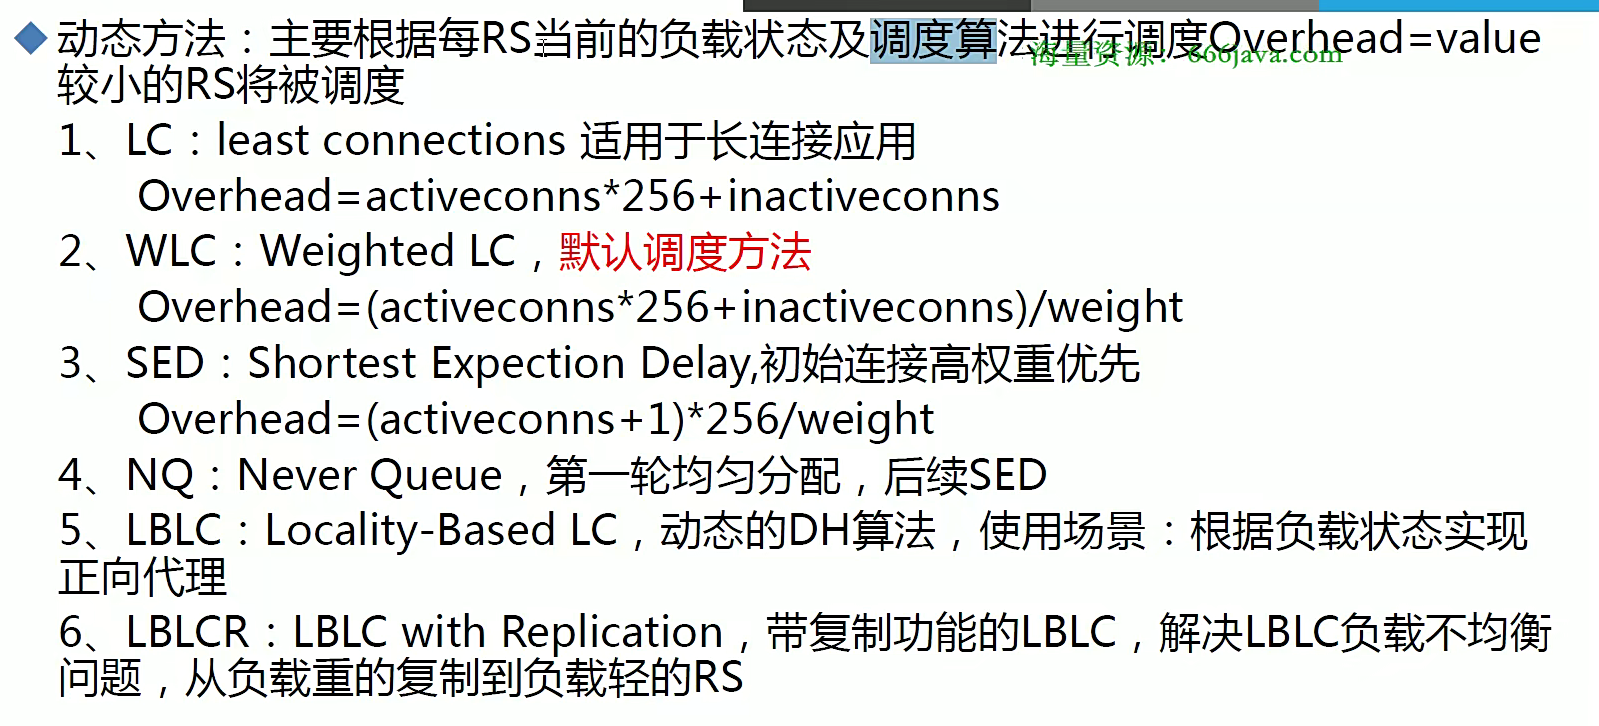 动态方法：主要根据每RS当前的负载状态及调度算法进行调度Overhead=value
海量资源：666java.com
较小的RS将被调度
1、LC：least connections 适用于长连接应用
Overhead=activeconns*256+inactiveconns
2、WLC：Weighted LC，默认调度方法
Overhead=(activeconns*256+inactiveconns)/weight
3、SED：Shortest Expection Delay,初始连接高权重优先
Overhead=(activeconns+1)*256/weight
4、NQ：Never Queue，第一轮均匀分配，后续SED
5、LBLC：Locality-Based LC，动态的DH算法，使用场景：根据负载状态实现
正向代理
6、LBLCR：LBLC with Replication，带复制功能的LBLC，解决LBLC负载不均衡
问题，从负载重的复制到负载轻的RS